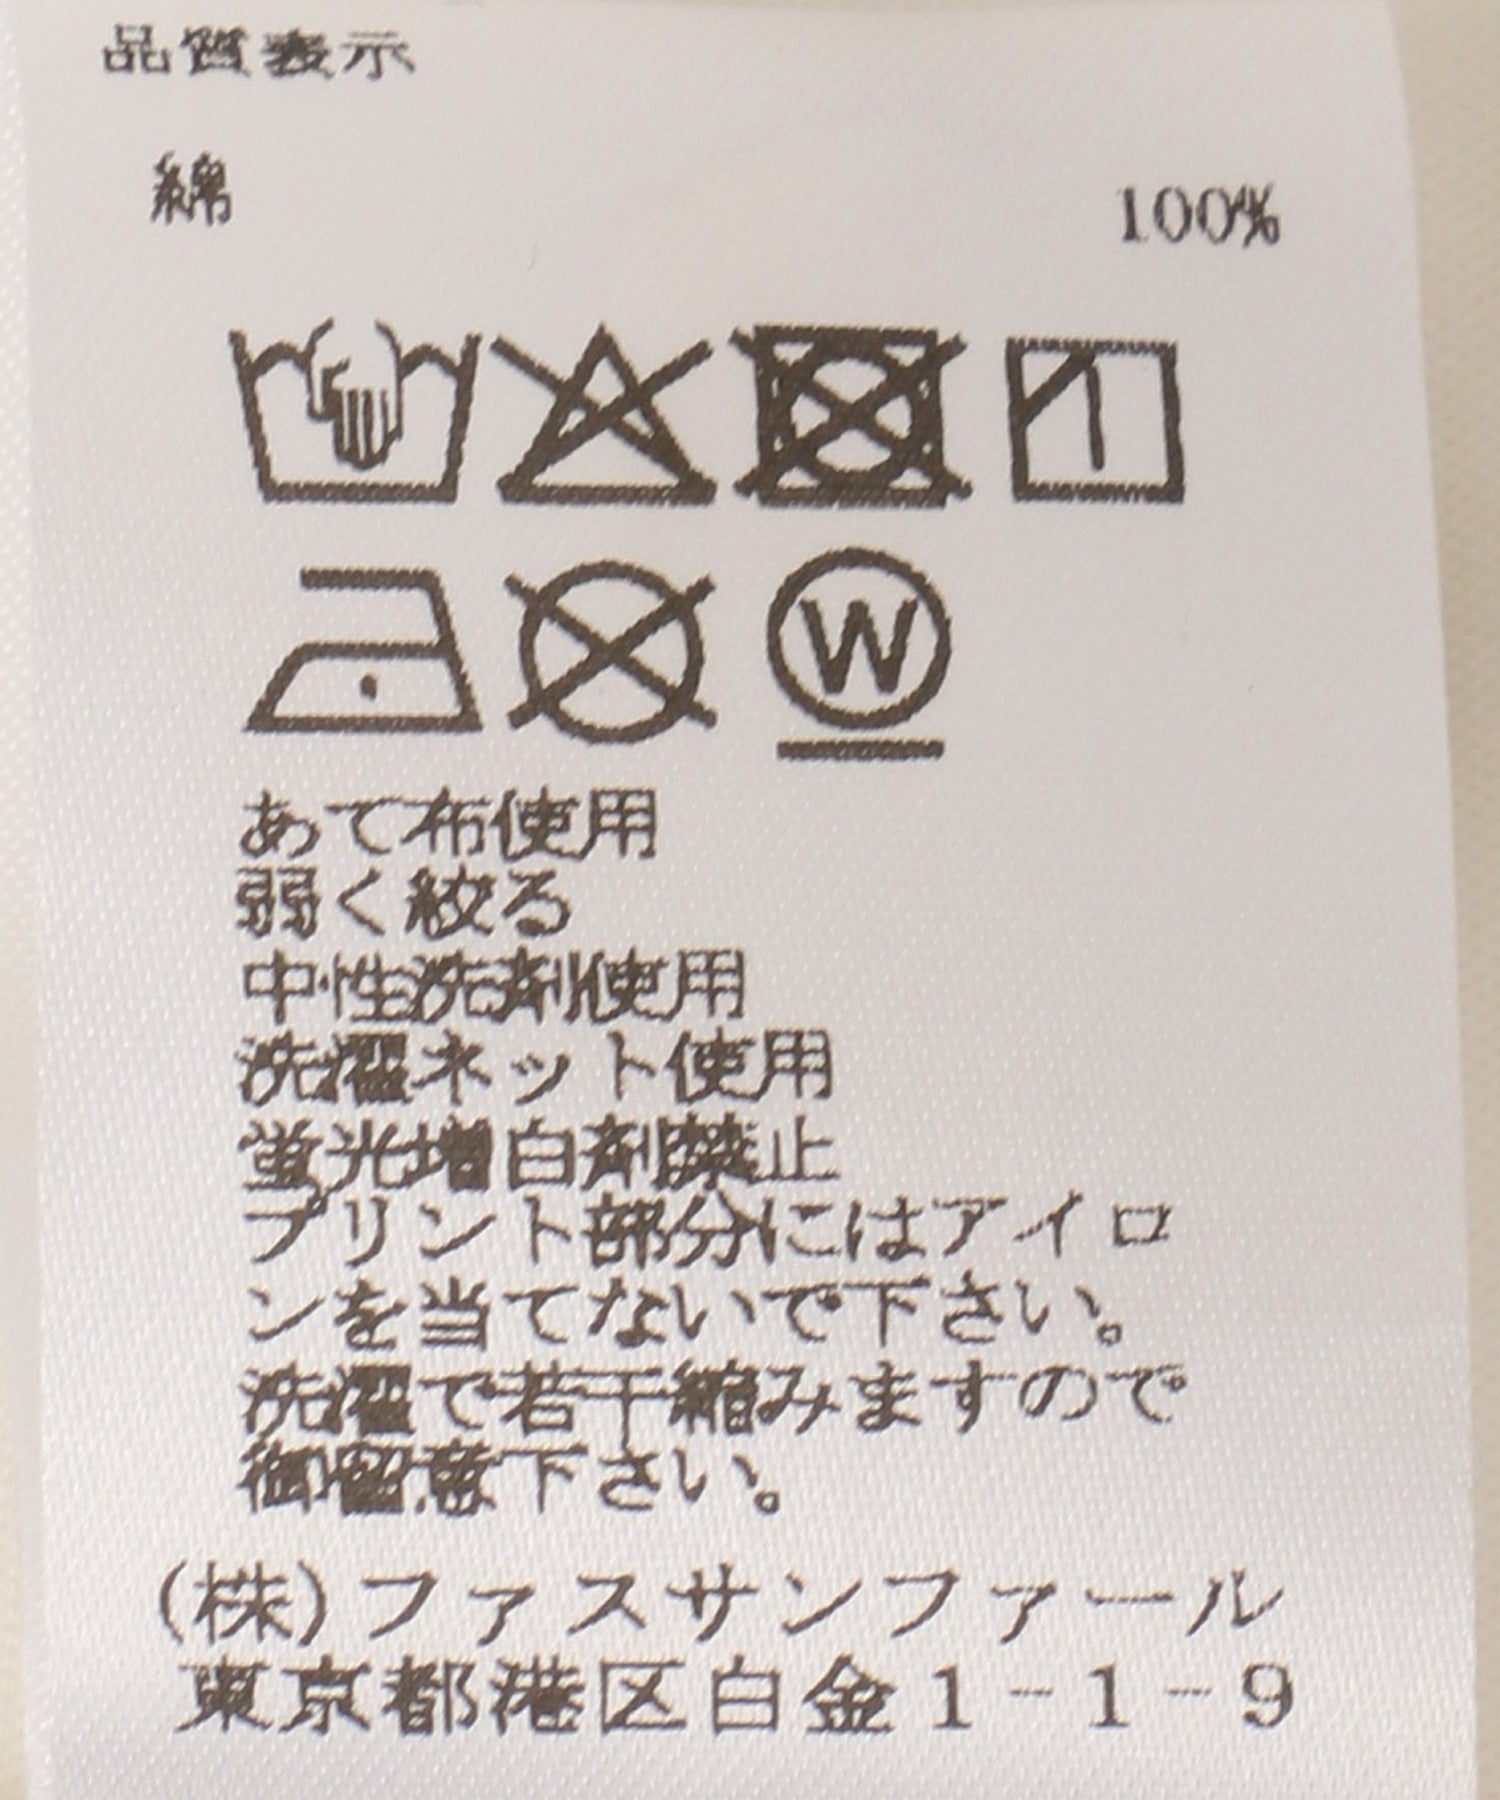 品質表示
綿 100%
W
あて布使用
弱く絞る
中性洗剤使用
洗濯ネット使用
蛍光増白剤禁止
プリント部分にはアイロ
ンを当てないで下さい。
洗濯で若干縮みますので
御留意下さい。
(株)ファスサンファール
東京都港区白金1-1-9